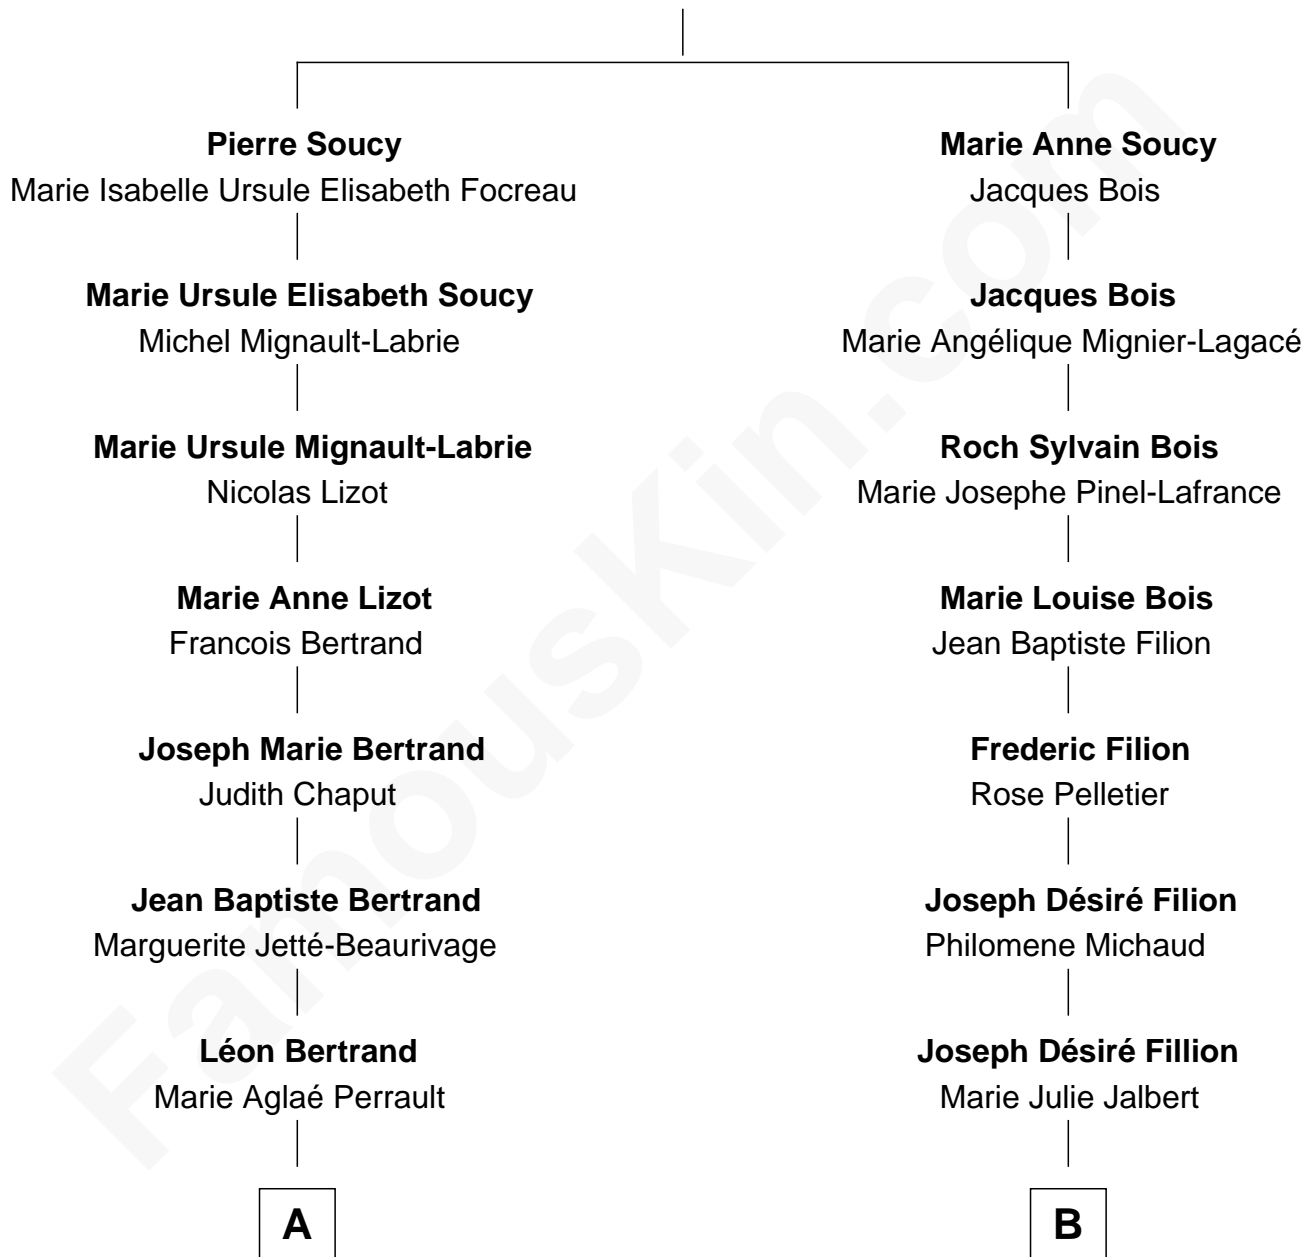 Pierre Soucy
Marie Isabelle Ursule Elisabeth Focreau
Marie Ursule Elisabeth Soucy
Michel Mignault-Labrie
Marie Ursule Mignault-Labrie
Nicolas Lizot
Marie Anne Lizot
Francois Bertrand
Joseph Marie Bertrand
Judith Chaput
Jean Baptiste Bertrand
Marguerite Jetté-Beaurivage
Léon Bertrand
Marie Aglaé Perrault
A
Marie Anne Soucy
Jacques Bois
Jacques Bois
Marie Angélique Mignier-Lagacé
Roch Sylvain Bois
Marie Josephe Pinel-Lafrance
Marie Louise Bois
Jean Baptiste Filion
Frederic Filion
Rose Pelletier
Joseph Désiré Filion
Philomene Michaud
Joseph Désiré Fillion
Marie Julie Jalbert
B
FamousKin.com